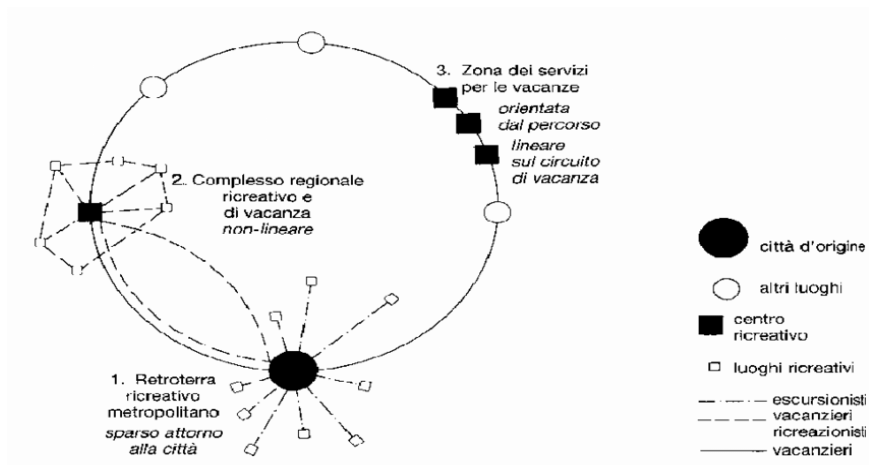 3. Zona dei servizi
per le vacanze
orientata
dal percorso
lineare
sul circuito
di vacanza
2. Complesso regionale
ricreativo e
di vacanza
non-lineare
1. Retroterra
ricreativo
metropolitano
sparso attorno
alla città
città d'origine
altri luoghi
centro
ricreativo
luoghi ricreativi
escursionisti
vacanzieri
ricreazionisti
vacanzieri